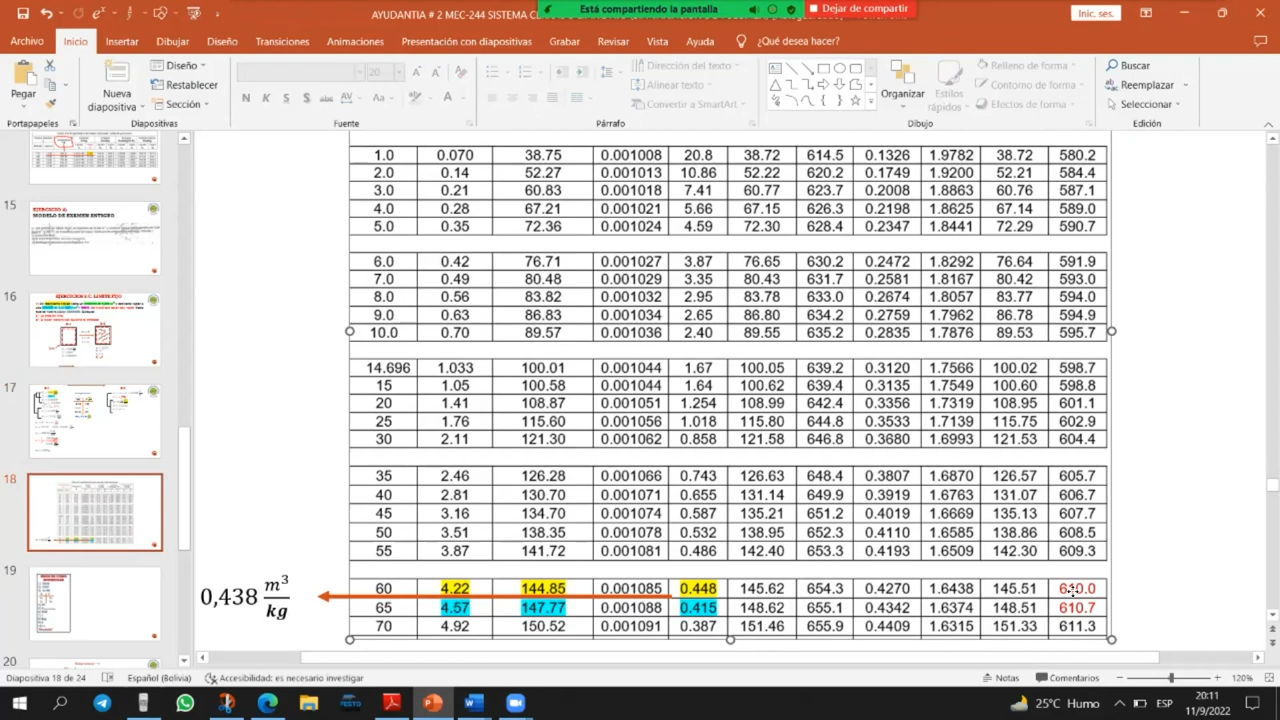 AYUDANTIA # 2 MEC-244 SISTEMA
Está compartiendo la pantalla
Dejar de compartir
Inic. ses.
Archivo Inicio Insertar Dibujar Diseño Transiciones Animaciones Presentación con diapositivas Grabar Revisar Vista Ayuda ¿Qué desea hacer?
Pegar
Nueva diapositiva
Diseño
Restablecer
Sección
20
N K S S abc AV Aa
Dirección del texto
Alinear texto
Convertir a SmartArt
Organizar
Estilos rápidos
Relleno de forma
Contorno de forma
Efectos de forma
Buscar
Reemplazar
Seleccionar
Portapapeles Diapositivas Fuente Párrafo Dibujo Edición
15
EJERCICIO 4)
MODELO DE EXAMEN ANTIGUO
16
17
18
19
20
1.0 0.070 38.75 0.001008 20.8 38.72 614.5 0.1326 1.9782 38.72 580.2
2.0 0.14 52.27 0.001013 10.86 52.22 620.2 0.1749 1.9200 52.21 584.4
3.0 0.21 60.83 0.001018 7.41 60.77 623.7 0.2008 1.8863 60.76 587.1
4.0 0.28 67.21 0.001021 5.66 67.15 626.3 0.2198 1.8625 67.14 589.0
5.0 0.35 72.36 0.001024 4.59 72.30 628.4 0.2347 1.8441 72.29 590.7
6.0 0.42 76.71 0.001027 3.87 76.65 630.2 0.2472 1.8292 76.64 591.9
7.0 0.49 80.48 0.001029 3.35 80.43 631.7 0.2581 1.8167 80.42 593.0
8.0 0.56 83.82 0.001032 2.95 83.78 633.0 0.2674 1.8057 83.77 594.0
9.0 0.63 86.83 0.001034 2.65 86.80 634.2 0.2759 1.7962 86.78 594.9
10.0 0.70 89.57 0.001036 2.40 89.55 635.2 0.2835 1.7876 89.53 595.7
14.696 1.033 100.01 0.001044 1.67 100.05 639.2 0.3120 1.7566 100.02 598.7
15 1.05 100.58 0.001044 1.64 100.62 639.4 0.3135 1.7549 100.60 598.8
20 1.41 108.87 0.001051 1.254 108.99 642.4 0.3356 1.7319 108.95 601.1
25 1.76 115.60 0.001056 1.018 115.80 644.8 0.3533 1.7139 115.75 602.9
30 2.11 121.30 0.001062 0.858 121.58 646.8 0.3680 1.6993 121.53 604.4
35 2.46 126.28 0.001066 0.743 126.63 648.4 0.3807 1.6870 126.57 605.7
40 2.81 130.70 0.001071 0.655 131.14 649.9 0.3919 1.6763 131.07 606.7
45 3.16 134.70 0.001074 0.587 135.21 651.2 0.4019 1.6669 135.13 607.7
50 3.51 138.35 0.001078 0.532 138.95 652.3 0.4110 1.6585 138.86 608.5
55 3.87 141.72 0.001081 0.486 142.40 653.3 0.4193 1.6509 142.30 609.3
60 4.22 144.85 0.001085 0.448 145.62 654.3 0.4270 1.6438 145.51 610.0
65 4.57 147.77 0.001088 0.415 148.62 655.1 0.4342 1.6374 148.51 610.7
70 4.92 150.52 0.001091 0.387 151.46 655.9 0.4409 1.6315 151.33 611.3
0,438 m³/kg
Diapositiva 18 de 24 Español (Bolivia) Accesibilidad: es necesario investigar Notas Comentarios 120%
25°C Humo ESP 20:11
11/9/2022